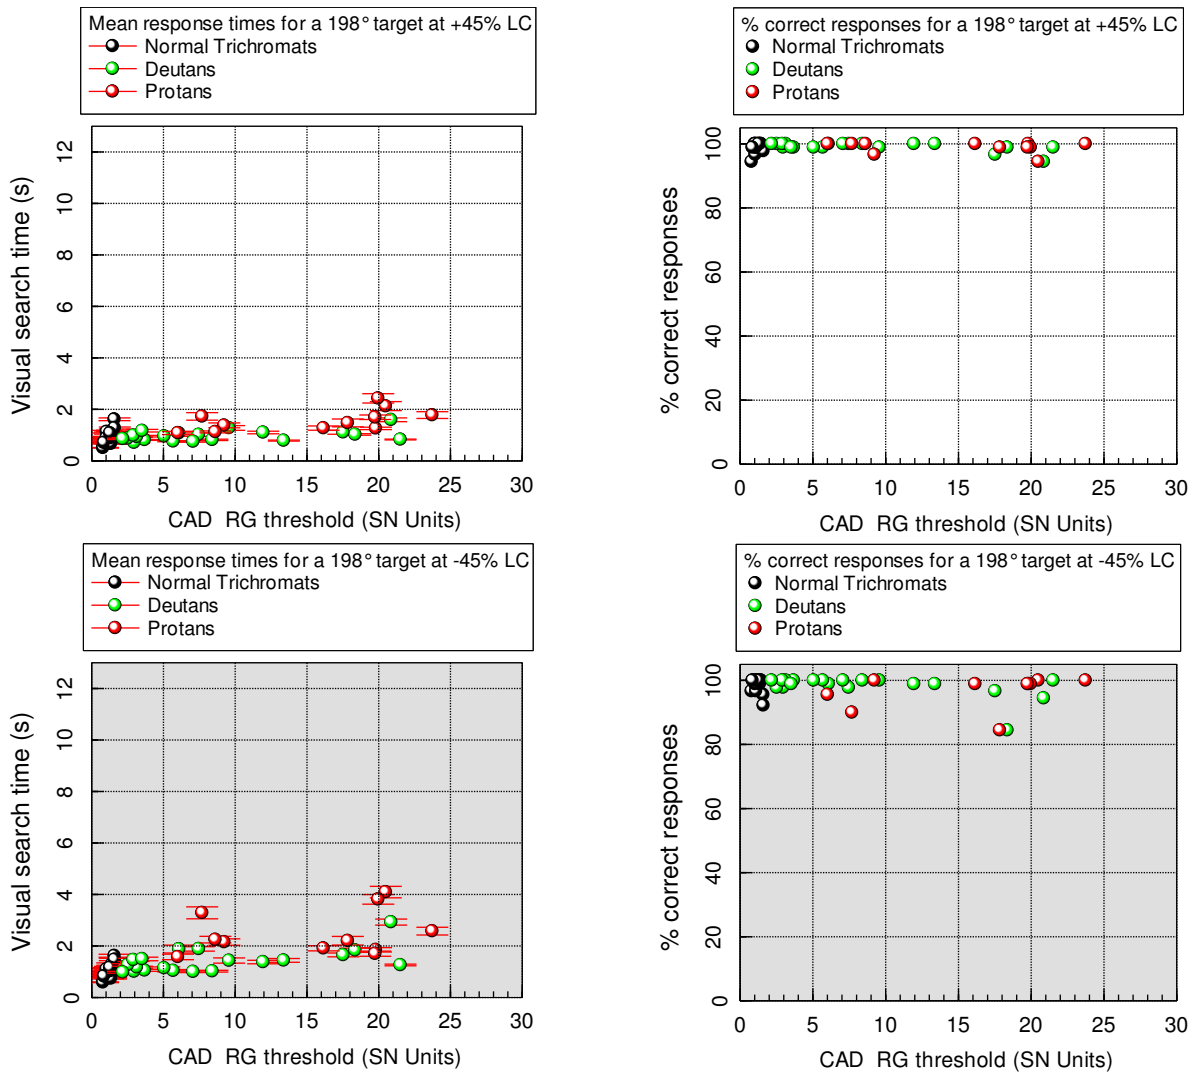 Mean response times for a 198° target at +45% LC
Normal Trichromats
Deutans
Protans
Visual search time (s)
12
10
8
6
4
2
0
0 5 10 15 20 25 30
CAD RG threshold (SN Units)
% correct responses for a 198° target at +45% LC
Normal Trichromats
Deutans
Protans
% correct responses
100
80
60
40
20
0
0 5 10 15 20 25 30
CAD RG threshold (SN Units)
Mean response times for a 198° target at -45% LC
Normal Trichromats
Deutans
Protans
Visual search time (s)
12
10
8
6
4
2
0
0 5 10 15 20 25 30
CAD RG threshold (SN Units)
% correct responses for a 198° target at -45% LC
Normal Trichromats
Deutans
Protans
% correct responses
100
80
60
40
20
0
0 5 10 15 20 25 30
CAD RG threshold (SN Units)